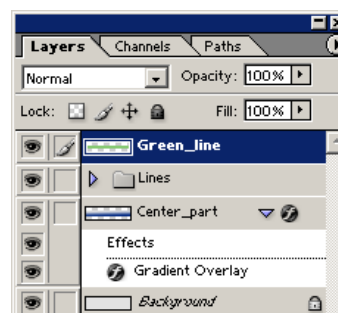 Layers Channels Paths
Normal Opacity: 100%
Lock: Fill: 100%
Green_line
Lines
Center_part
Effects
Gradient Overlay
Background